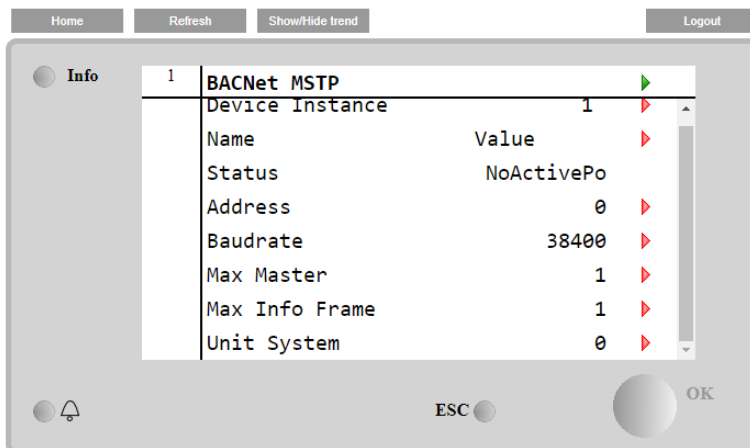 Home Refresh Show/Hide trend Logout
Info
1 BACNet MSTP
Device Instance 1
Name Value
Status NoActivePo
Address 0
Baudrate 38400
Max Master 1
Max Info Frame 1
Unit System 0
ESC OK